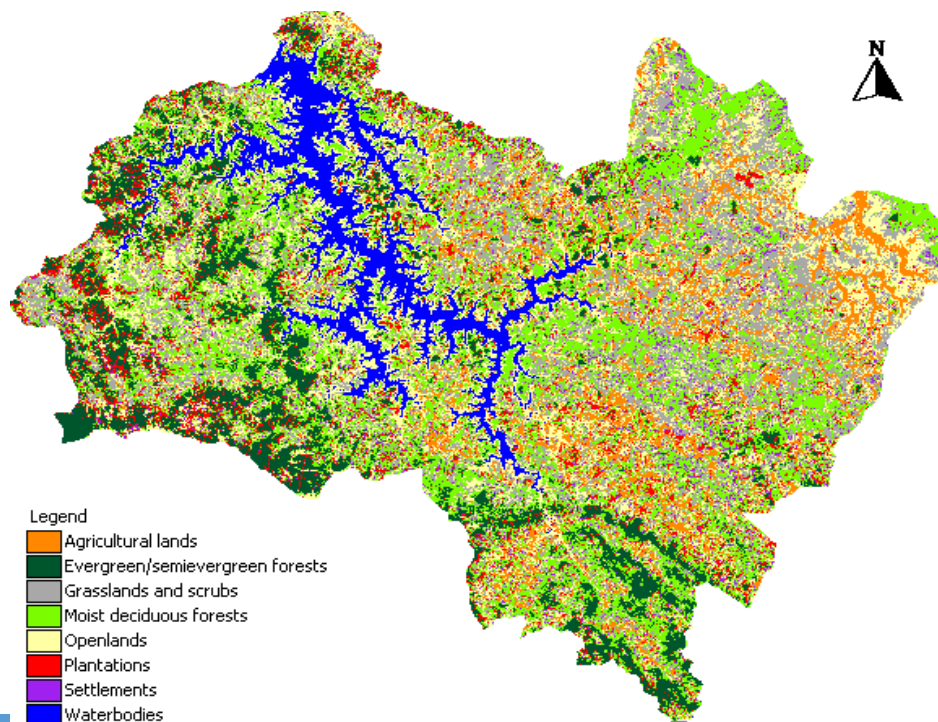 N
Legend
Agricultural lands
Evergreen/semievergreen forests
Grasslands and scrubs
Moist deciduous forests
Openlands
Plantations
Settlements
Waterbodies